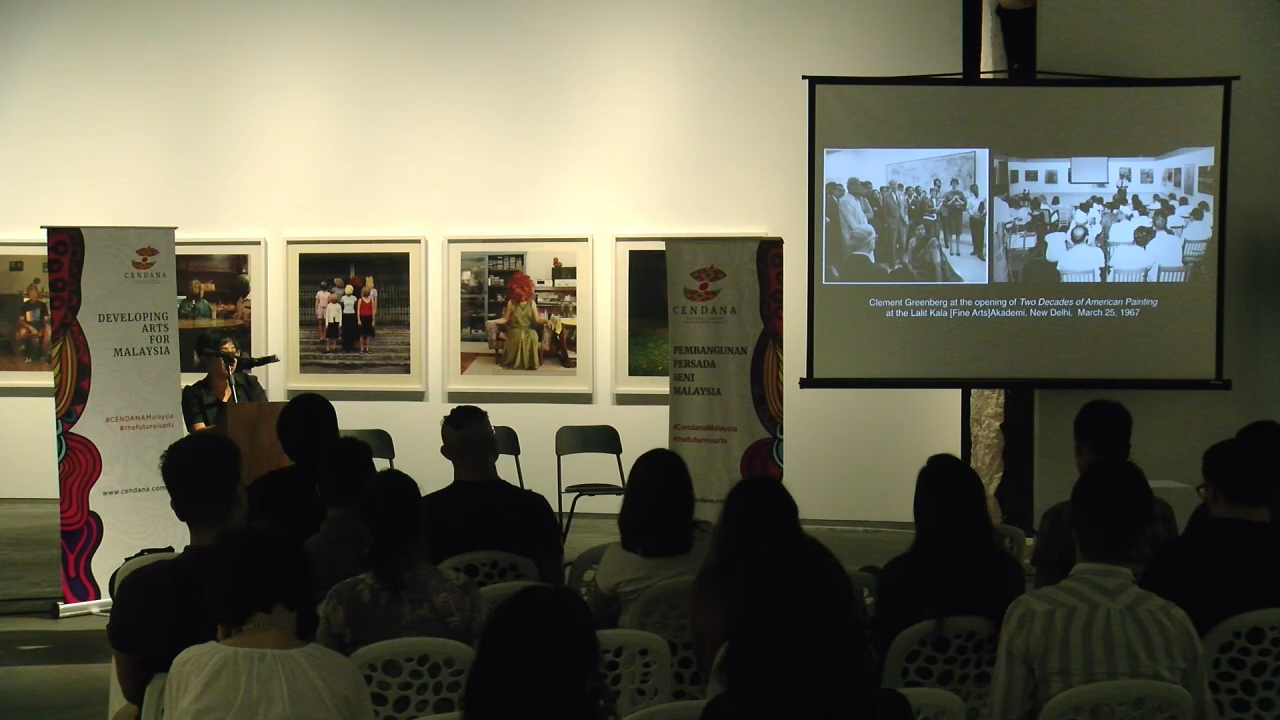 CENDANA
DEVELOPING
ARTS
FOR
MALAYSIA
#CENDANAMalaysia
#thefutureisarts
www.cendana.com
CENDANA
PEMBANGUNAN
PERSADA
SENI
MALAYSIA
#CendanaMalaysia
#thefutureisarts
Clement Greenberg at the opening of Two Decades of American Painting
at the Lalit Kala [Fine Arts]Akademi, New Delhi, March 25, 1967